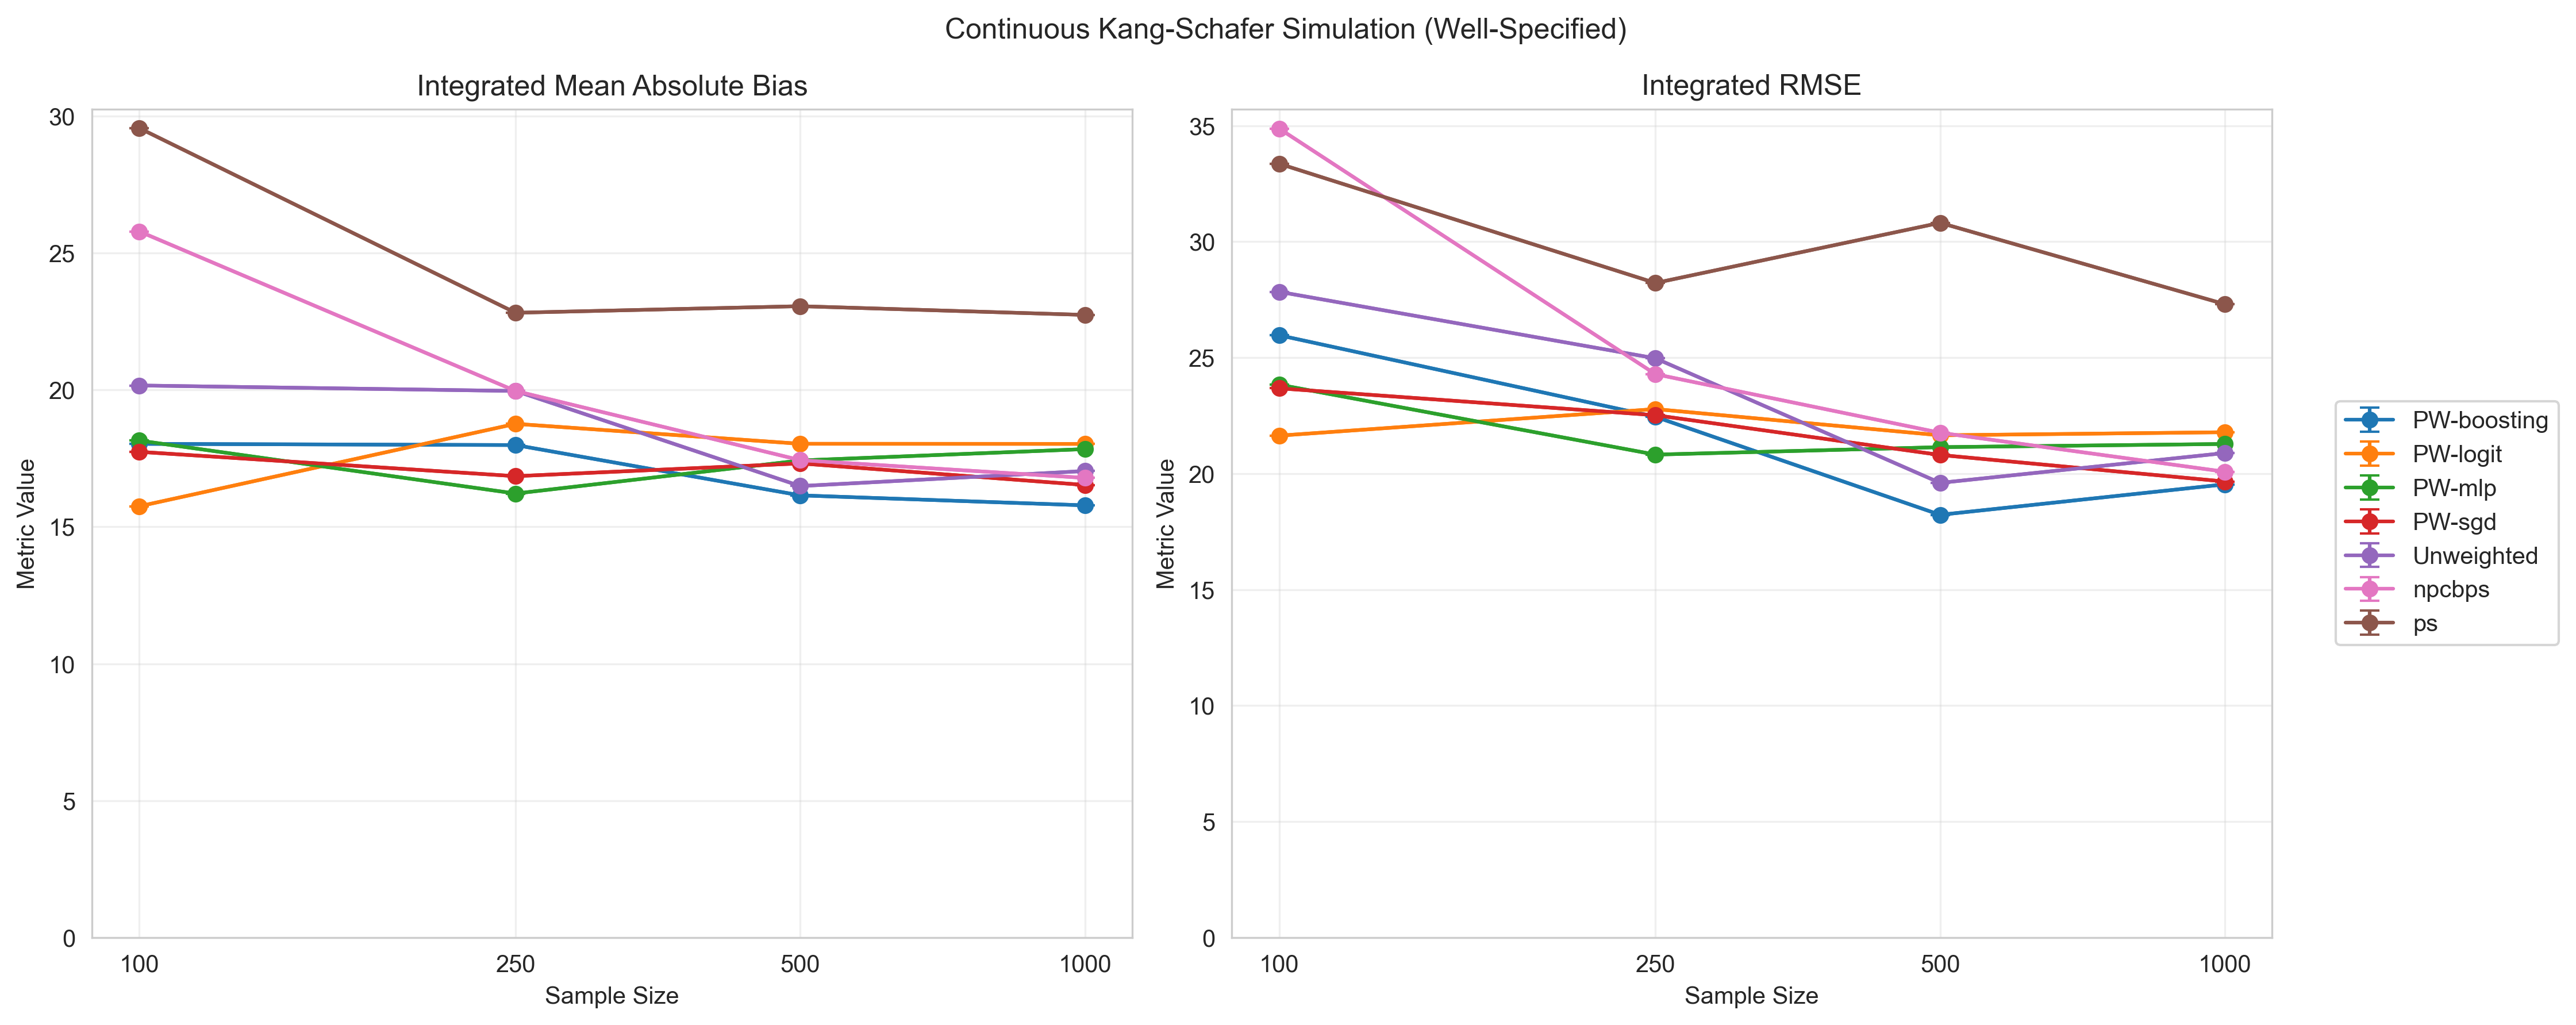 Continuous Kang-Schafer Simulation (Well-Specified)
Integrated Mean Absolute Bias
30
25
20
15
10
5
0
Metric Value
100 250 500 1000
Sample Size
Integrated RMSE
35
30
25
20
15
10
5
0
Metric Value
100 250 500 1000
Sample Size
PW-boosting
PW-logit
PW-mlp
PW-sgd
Unweighted
npcbps
ps